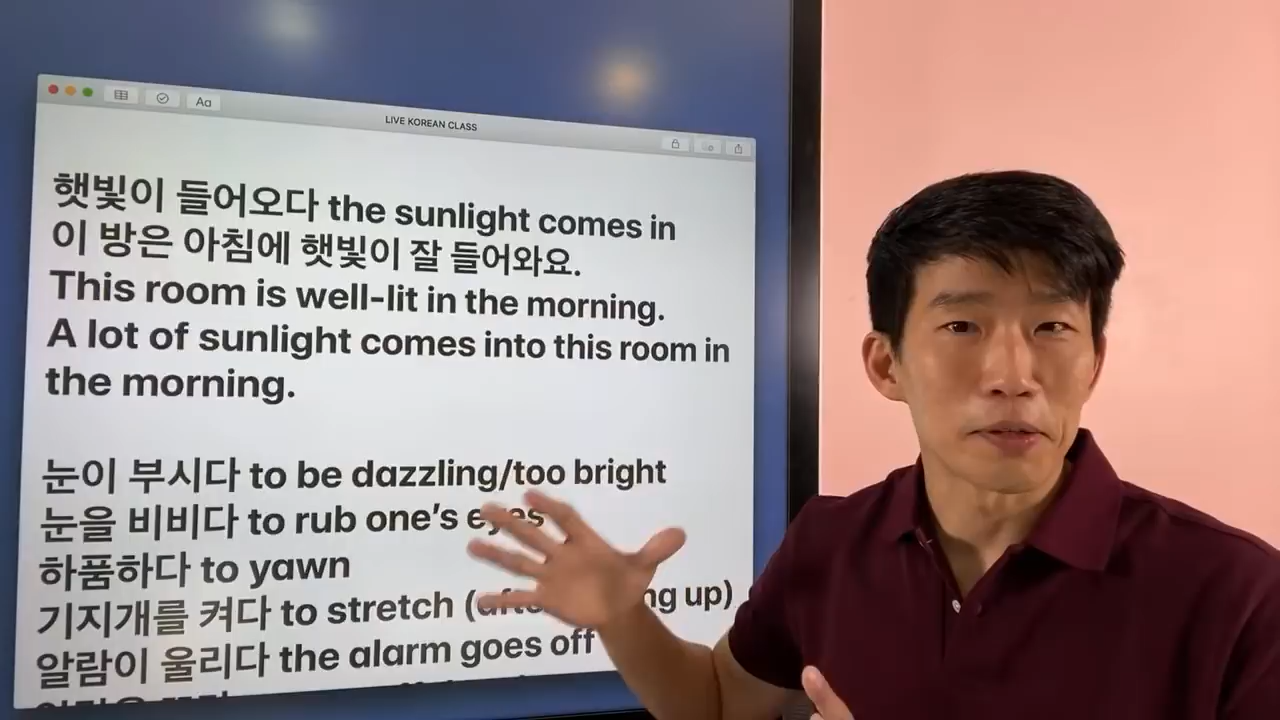 Aa
LIVE KOREAN CLASS
햇빛이 들어오다 the sunlight comes in
이 방은 아침에 햇빛이 잘 들어와요.
This room is well-lit in the morning.
A lot of sunlight comes into this room in
the morning.
눈이 부시다 to be dazzling/too bright
눈을 비비다 to rub one's eyes
하품하다 to yawn
기지개를 켜다 to stretch up)
알람이 울리다 the alarm goes off